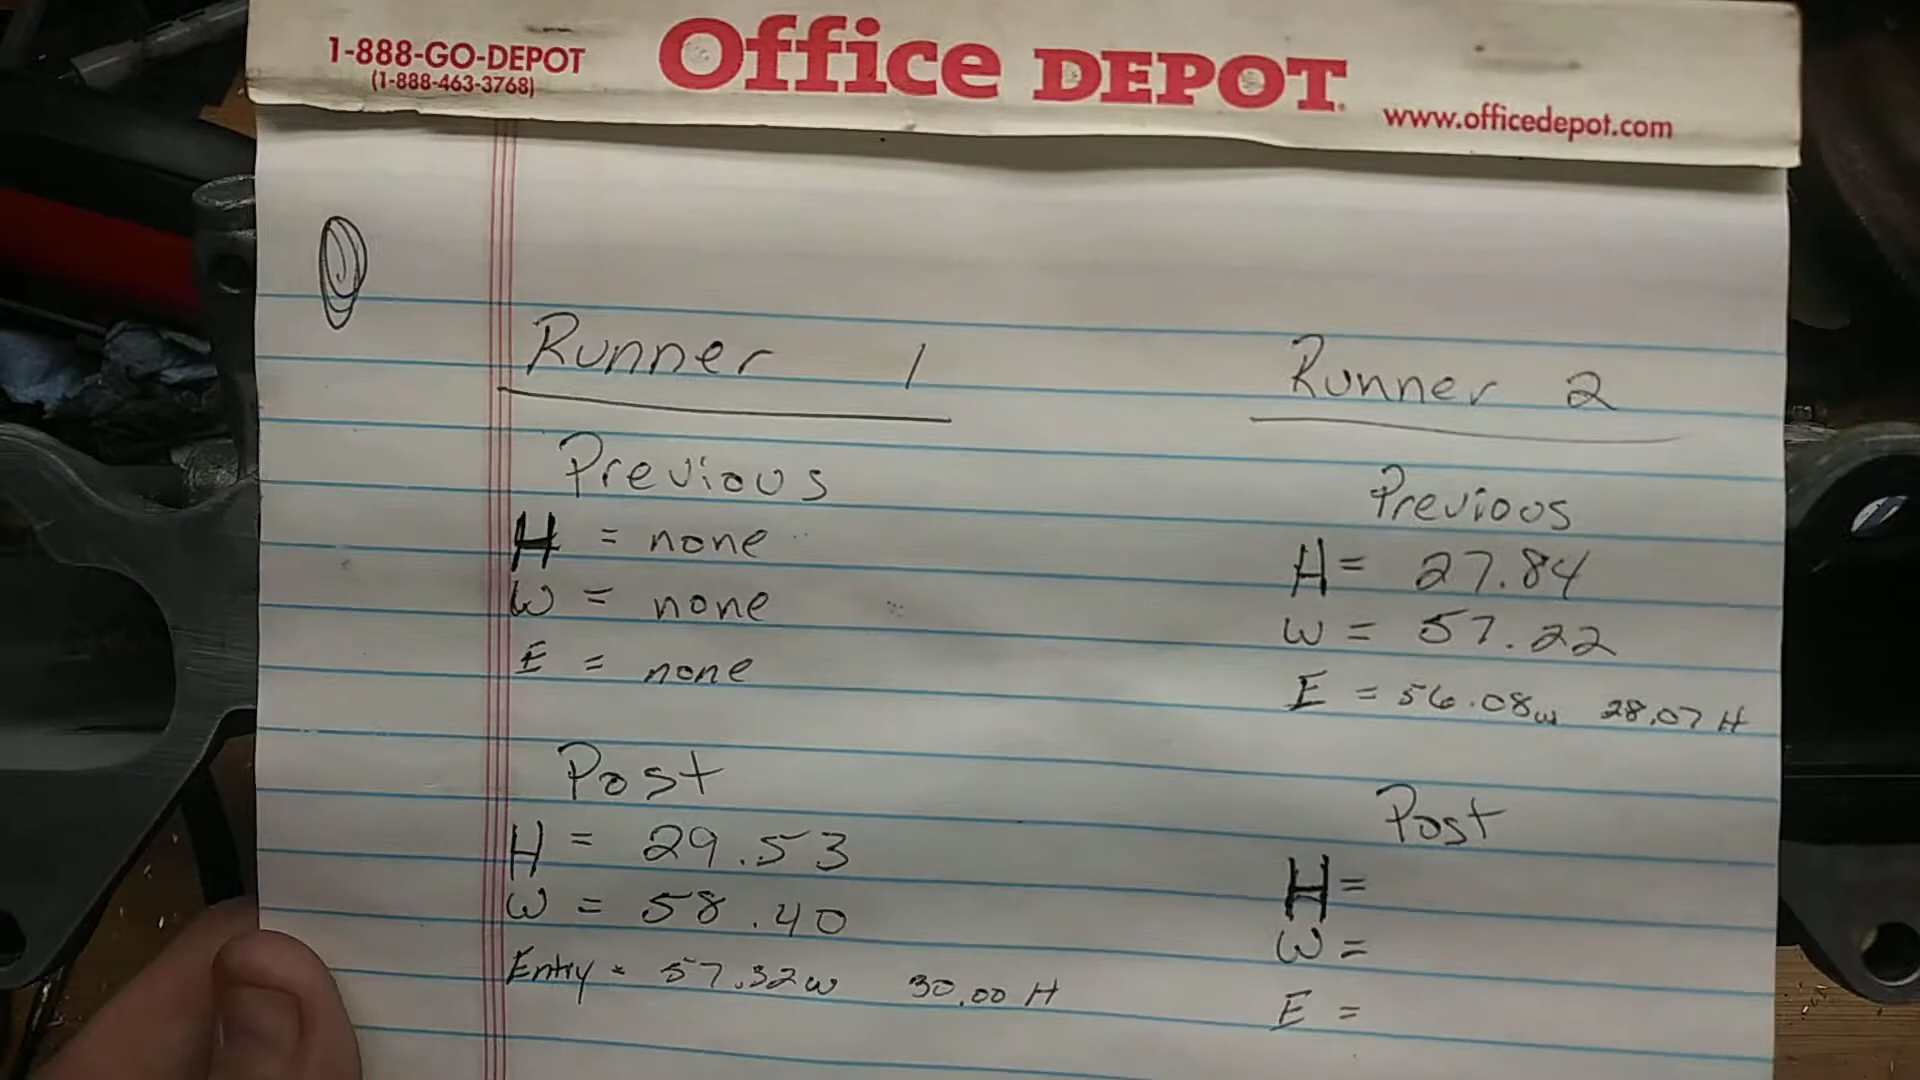 1-888-GO-DEPOT
(1-888-463-3768)
Office DEPOT.
www.officedepot.com
Runner 1
Previous
H = none
W = none
E = none
Post
H = 29.53
W = 58.40
Entry = 57.32w 30.00 H
Runner 2
Previous
H = 27.84
W = 57.22
E = 56.08w 28.07 H
Post
H =
W =
E =